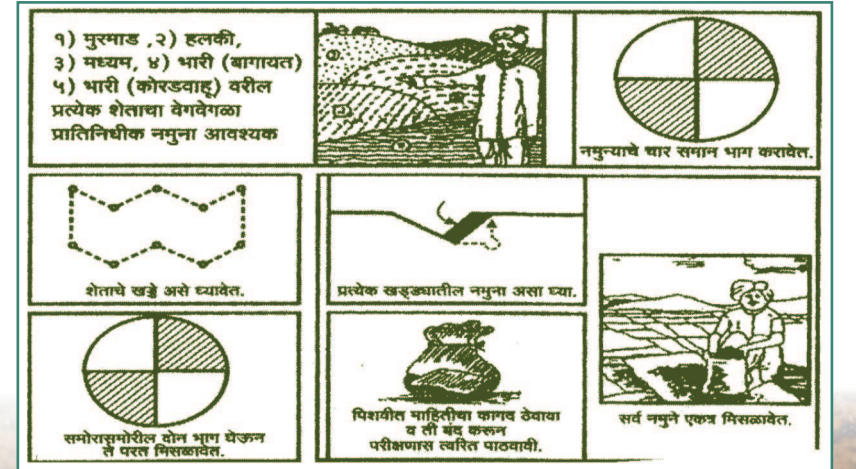 १) मुरमाड ,२) हलकी,
३) मध्यम, ४) भारी (बागायत)
५) भारी (कोरडवाहू) वरील
प्रत्येक शेताचा वेगवेगळा
प्रातिनिधीक नमुना आवश्यक
नमुन्याचे चार समान भाग करावेत.
शेताचे खड्डे असे घ्यावेत.
प्रत्येक खड्ड्यातील नमुना असा घ्या.
समोरासमोरील दोन भाग घेऊन
ते परत मिसळावेत.
पिशवीत माहितीचा कागद ठेवावा
व ती बंद करून
परीक्षणास त्वरित पाठवावी.
सर्व नमुने एकत्र मिसळावेत.